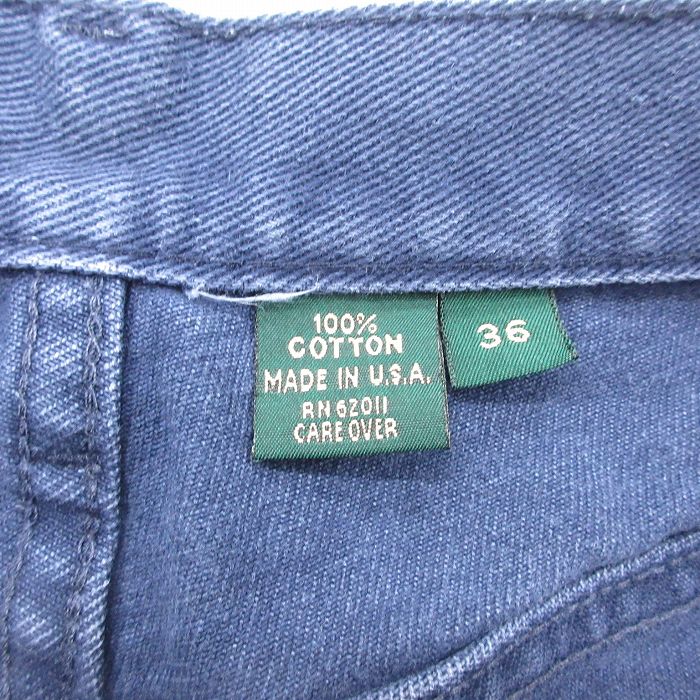 100%
COTTON
MADE IN U.S.A.
RN 62011
CARE OVER
36